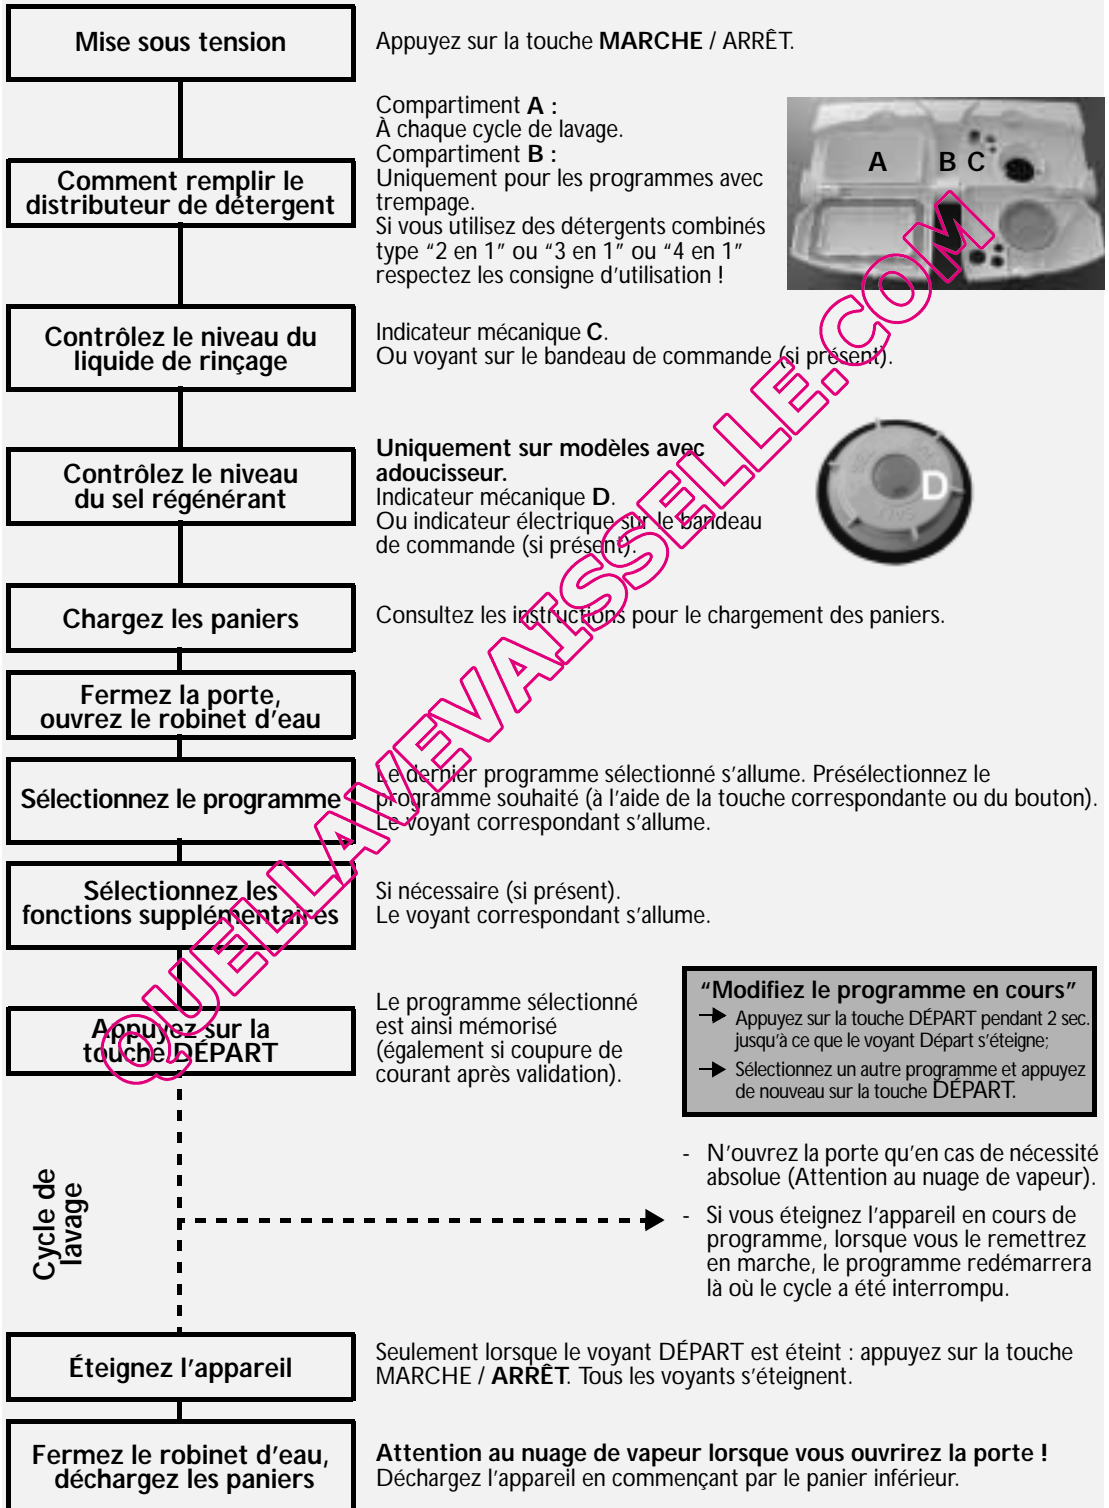 Mise sous tension
Appuyez sur la touche MARCHE / ARRÊT.
Comment remplir le
distributeur de détergent
Compartiment A :
À chaque cycle de lavage.
Compartiment B :
Uniquement pour les programmes avec
trempage.
Si vous utilisez des détergents combinés
type “2 en 1” ou “3 en 1” ou “4 en 1”
respectez les consigne d’utilisation !
A B C
Contrôlez le niveau du
liquide de rinçage
Indicateur mécanique C.
Ou voyant sur le bandeau de commande (si présent).
Contrôlez le niveau
du sel régénérant
Uniquement sur modèles avec
adoucisseur.
Indicateur mécanique D.
Ou indicateur électrique sur le bandeau
de commande (si présent).
D
Chargez les paniers
Consultez les instructions pour le chargement des paniers.
Fermez la porte,
ouvrez le robinet d’eau
Sélectionnez le programme
Le dernier programme sélectionné s’allume. Présélectionnez le
programme souhaité (à l’aide de la touche correspondante ou du bouton).
Le voyant correspondant s’allume.
Sélectionnez les
fonctions supplémentaires
Si nécessaire (si présent).
Le voyant correspondant s’allume.
Appuyez sur la
touche DÉPART
Le programme sélectionné
est ainsi mémorisé
(également si coupure de
courant après validation).
“Modifiez le programme en cours”
Appuyez sur la touche DÉPART pendant 2 sec.
jusqu’à ce que le voyant Départ s’éteigne;
Sélectionnez un autre programme et appuyez
de nouveau sur la touche DÉPART.
Cycle de
lavage
- N’ouvrez la porte qu’en cas de nécessité
absolue (Attention au nuage de vapeur).
- Si vous éteignez l’appareil en cours de
programme, lorsque vous le remettrez
en marche, le programme redémarrera
là où le cycle a été interrompu.
Éteignez l’appareil
Seulement lorsque le voyant DÉPART est éteint : appuyez sur la touche
MARCHE / ARRÊT. Tous les voyants s’éteignent.
Fermez le robinet d’eau,
déchargez les paniers
Attention au nuage de vapeur lorsque vous ouvrirez la porte !
Déchargez l’appareil en commençant par le panier inférieur.
QUELLAVEVAISSELLE.COM